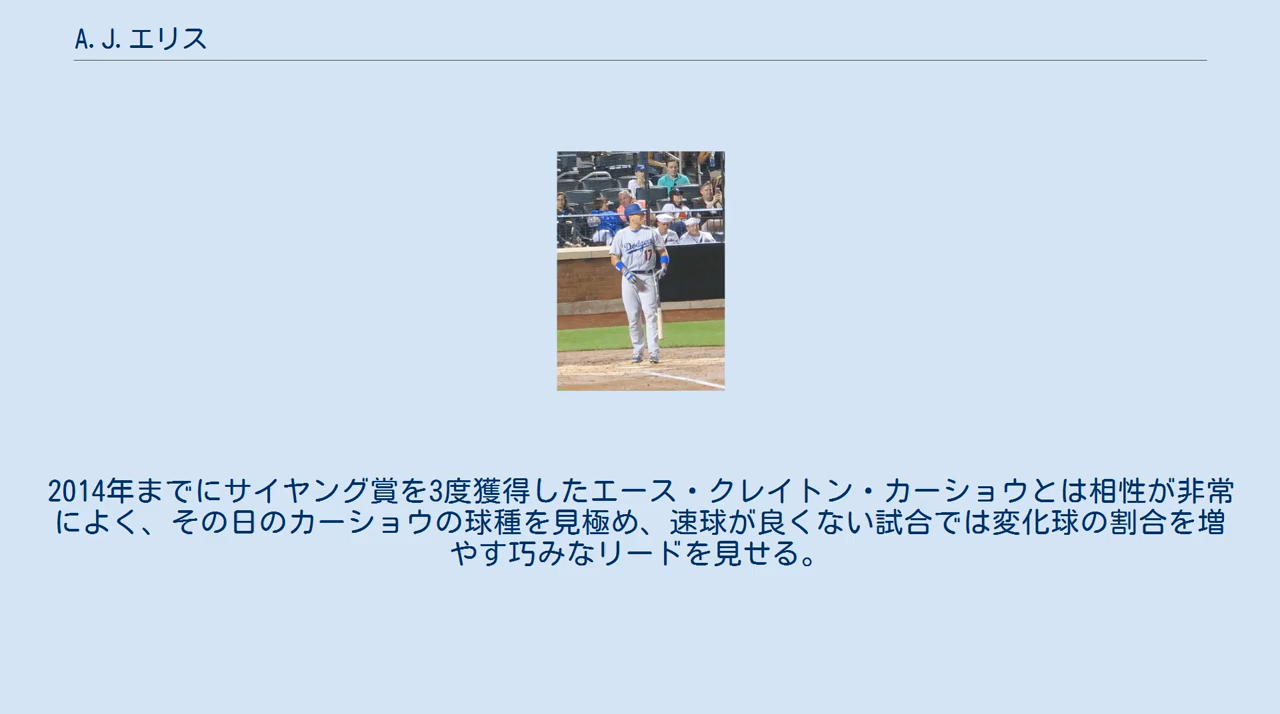 A.J.エリス
Dodgers
17
2014年までにサイヤング賞を3度獲得したエース・クレイトン・カーショウとは相性が非常
によく、その日のカーショウの球種を見極め、速球が良くない試合では変化球の割合を増
やす巧みなリードを見せる。